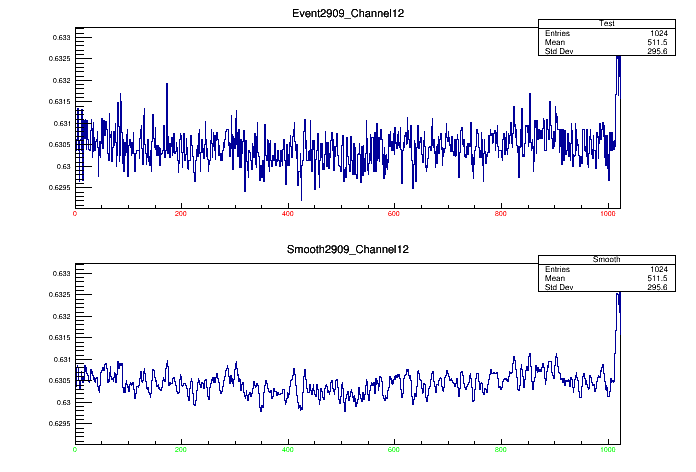 Event2909_Channel12
Test
Entries 1024
Mean 511.5
Std Dev 295.6
0.633
0.6325
0.632
0.6315
0.631
0.6305
0.63
0.6295
0 200 400 600 800 1000
Smooth2909_Channel12
Smooth
Entries 1024
Mean 511.5
Std Dev 295.6
0.633
0.6325
0.632
0.6315
0.631
0.6305
0.63
0.6295
0 200 400 600 800 1000